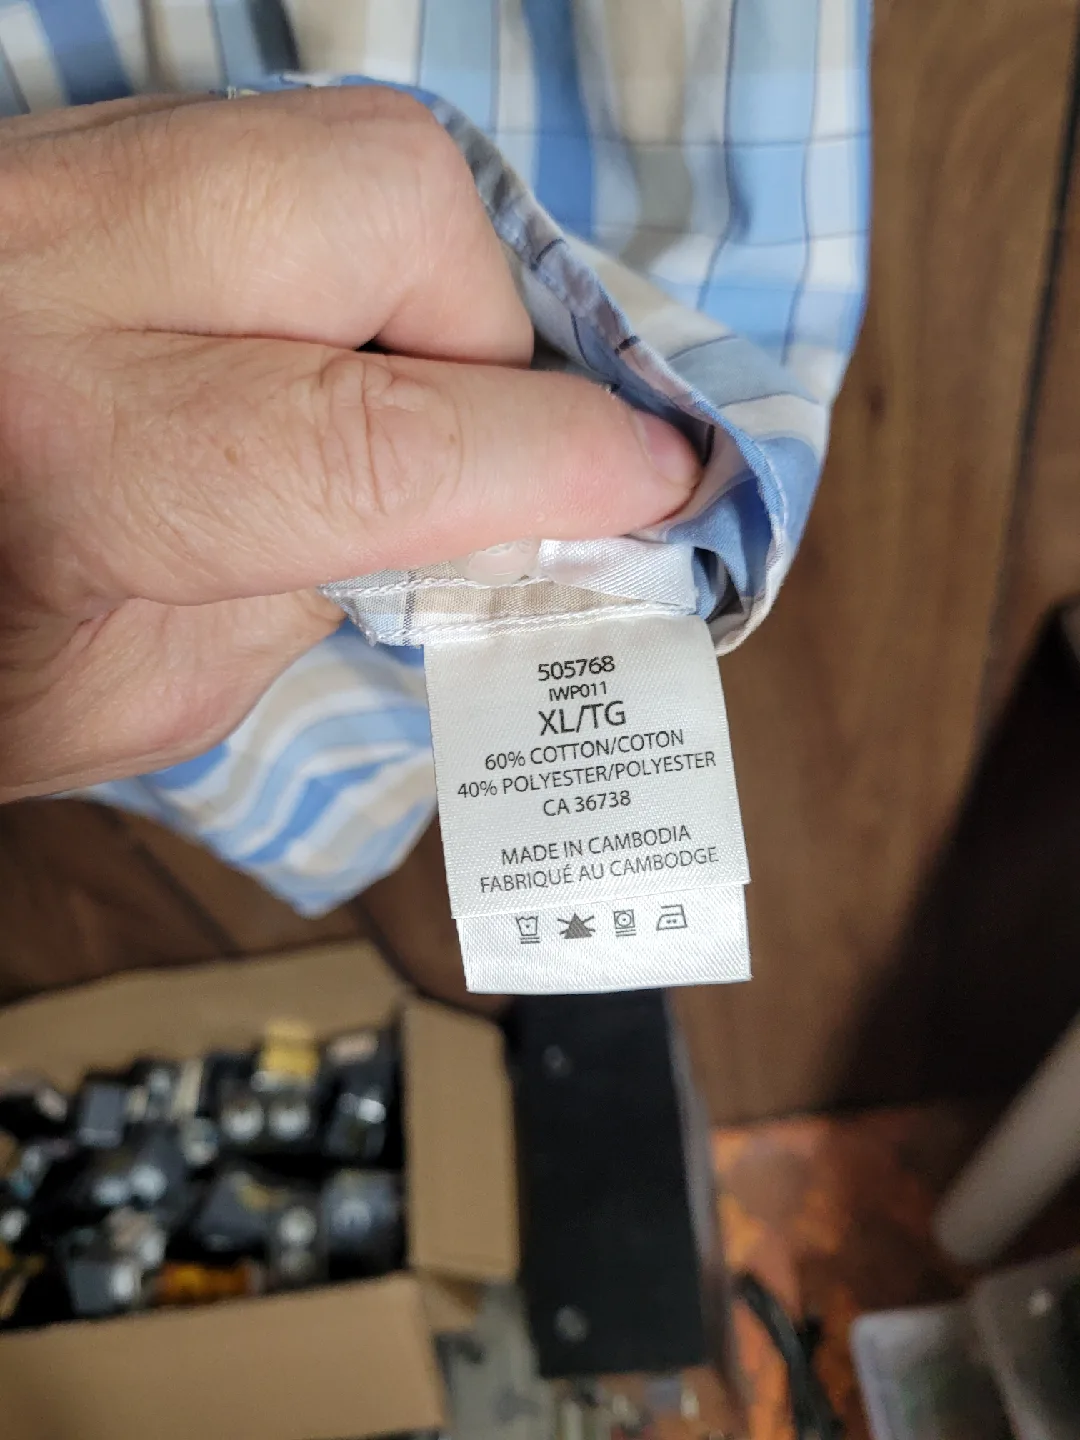 505768
IWP011
XL/TG
60% COTTON/COTON
40% POLYESTER/POLYESTER
CA 36738
MADE IN CAMBODIA
FABRIQUÉ AU CAMBODGE